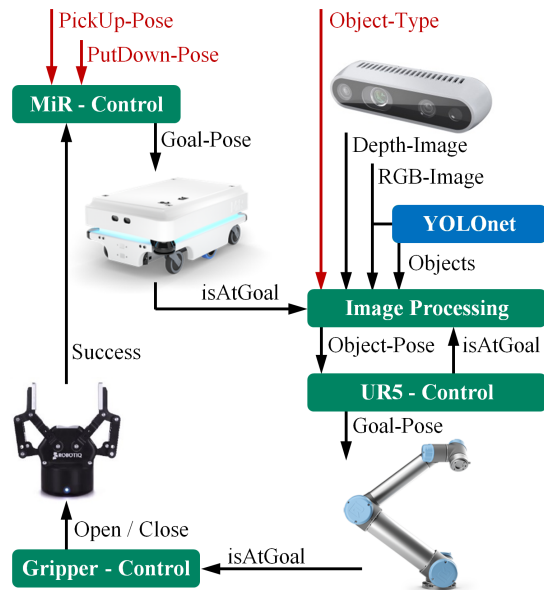 PickUp-Pose
Object-Type
PutDown-Pose
MiR - Control
Goal-Pose
Depth-Image
RGB-Image
YOLOnet
Objects
isAtGoal
Image Processing
Object-Pose
isAtGoal
Success
UR5 - Control
Goal-Pose
ROBOTIQ
Open / Close
isAtGoal
Gripper - Control